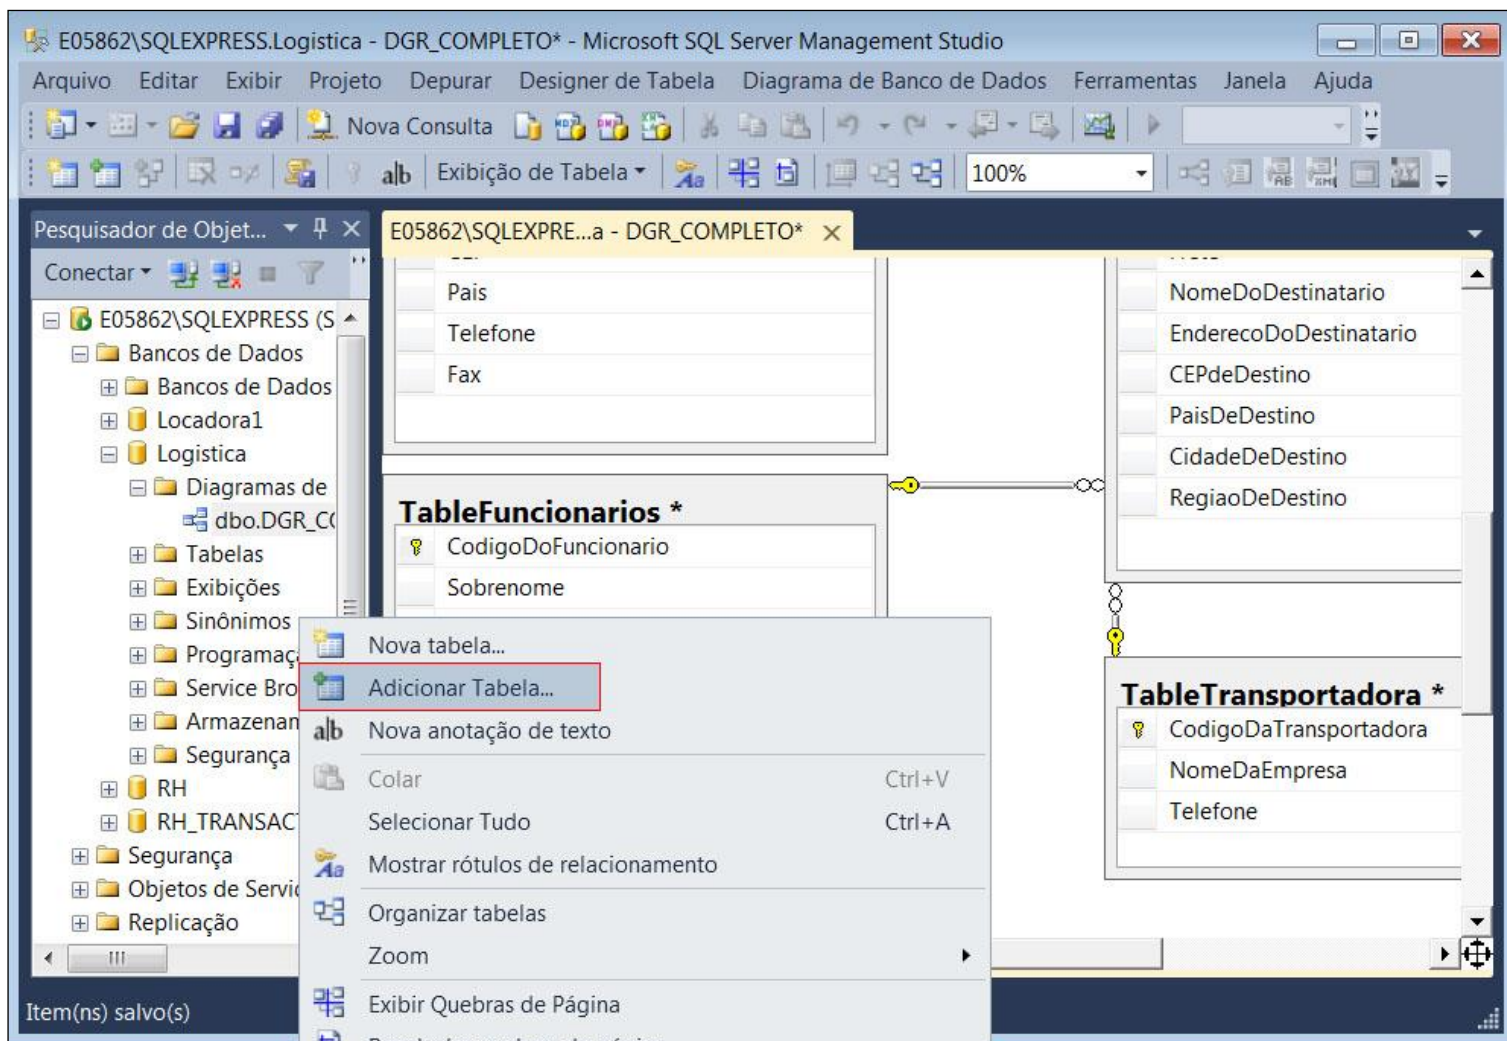 E05862\SQLEXPRESS.Logistica - DGR_COMPLETO* - Microsoft SQL Server Management Studio
Arquivo Editar Exibir Projeto Depurar Designer de Tabela Diagrama de Banco de Dados Ferramentas Janela Ajuda
Nova Consulta
ab Exibição de Tabela 100%
Pesquisador de Objet...
Conectar
E05862\SQLEXPRESS (S
Bancos de Dados
Bancos de Dados
Locadora1
Logistica
Diagramas de
dbo.DGR_C
Tabelas
Exibições
Sinônimos
Programaç
Service Bro
Armazenam
Segurança
RH
RH_TRANSACT
Segurança
Objetos de Servi
Replicação
E05862\SQLEXPRE...a - DGR_COMPLETO*
Pais
Telefone
Fax
TableFuncionarios *
CodigoDoFuncionario
Sobrenome
NomeDoDestinatario
EnderecoDoDestinatario
CEPdeDestino
PaisDeDestino
CidadeDeDestino
RegiaoDeDestino
TableTransportadora *
CodigoDaTransportadora
NomeDaEmpresa
Telefone
Nova tabela...
Adicionar Tabela...
ab Nova anotação de texto
Colar Ctrl+V
Selecionar Tudo Ctrl+A
Mostrar rótulos de relacionamento
Organizar tabelas
Zoom
Exibir Quebras de Página
Item(ns) salvo(s)